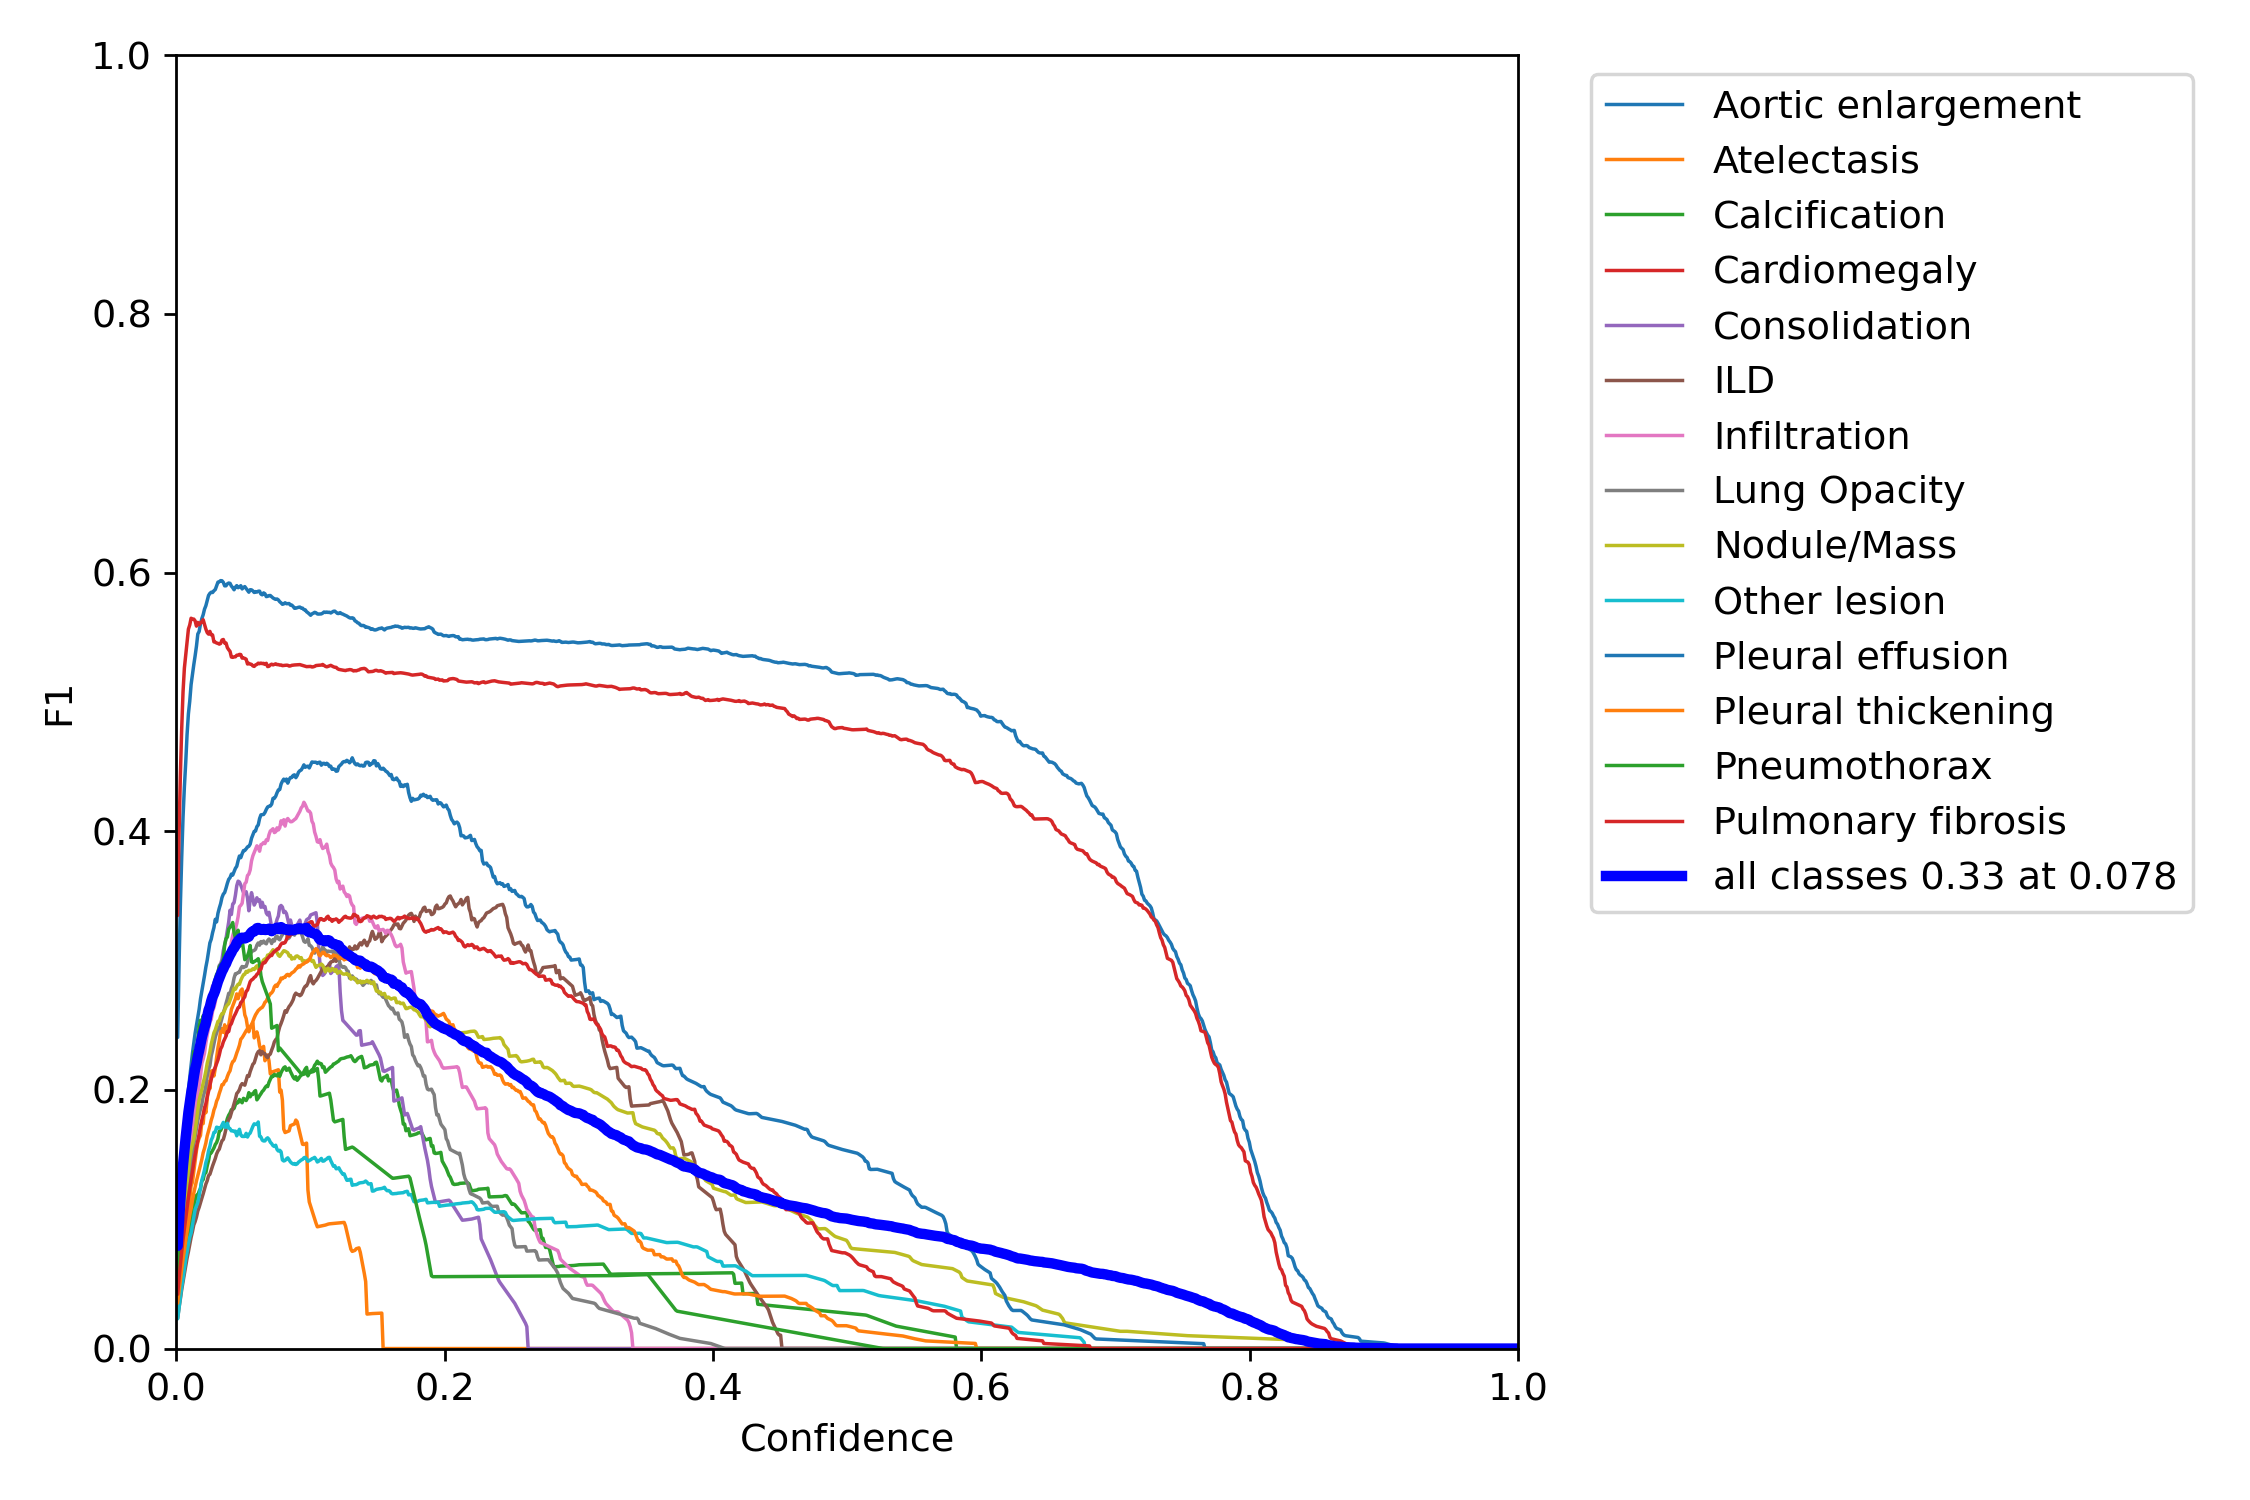 1.0
0.8
0.6
0.4
0.2
0.0
0.0 0.2 0.4 0.6 0.8 1.0
F1
Confidence
Aortic enlargement
Atelectasis
Calcification
Cardiomegaly
Consolidation
ILD
Infiltration
Lung Opacity
Nodule/Mass
Other lesion
Pleural effusion
Pleural thickening
Pneumothorax
Pulmonary fibrosis
all classes 0.33 at 0.078